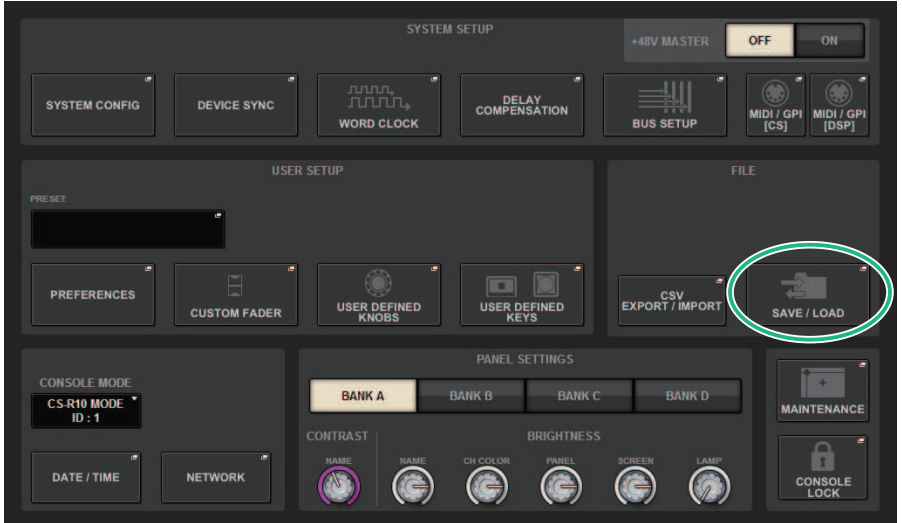 SYSTEM SETUP
+48V MASTER
OFF
ON
SYSTEM CONFIG
DEVICE SYNC
WORD CLOCK
DELAY
COMPENSATION
BUS SETUP
MIDI / GPI
[CS]
MIDI / GPI
[DSP]
USER SETUP
PRESET:
PREFERENCES
CUSTOM FADER
USER DEFINED
KNOBS
USER DEFINED
KEYS
FILE
CSV
EXPORT / IMPORT
SAVE / LOAD
CONSOLE MODE
CS-R10 MODE
ID : 1
DATE / TIME
NETWORK
PANEL SETTINGS
BANK A
BANK B
BANK C
BANK D
CONTRAST
BRIGHTNESS
NAME
NAME
CH COLOR
PANEL
SCREEN
LAMP
MAINTENANCE
CONSOLE
LOCK